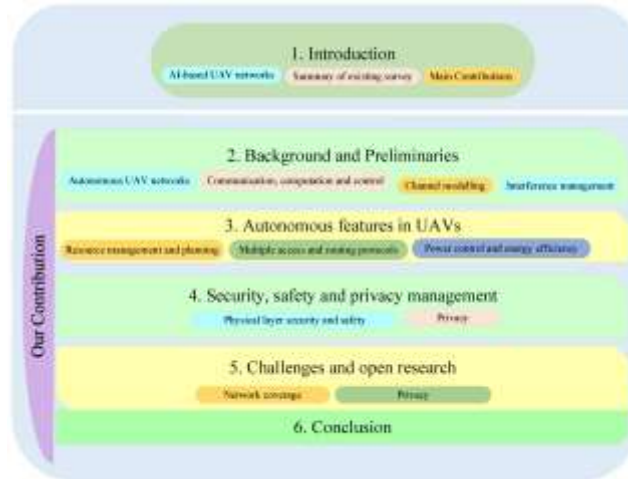 1. Introduction
AI-based UAV networks Summary of existing survey Main Contributions
Our Contribution
2. Background and Preliminaries
Autonomous UAV networks Communication, computation and control Channel modelling Interference management
3. Autonomous features in UAVs
Resource management and planning Multiple access and routing protocols Power control and energy efficiency
4. Security, safety and privacy management
Physical layer security and safety Privacy
5. Challenges and open research
Network coverage Privacy
6. Conclusion